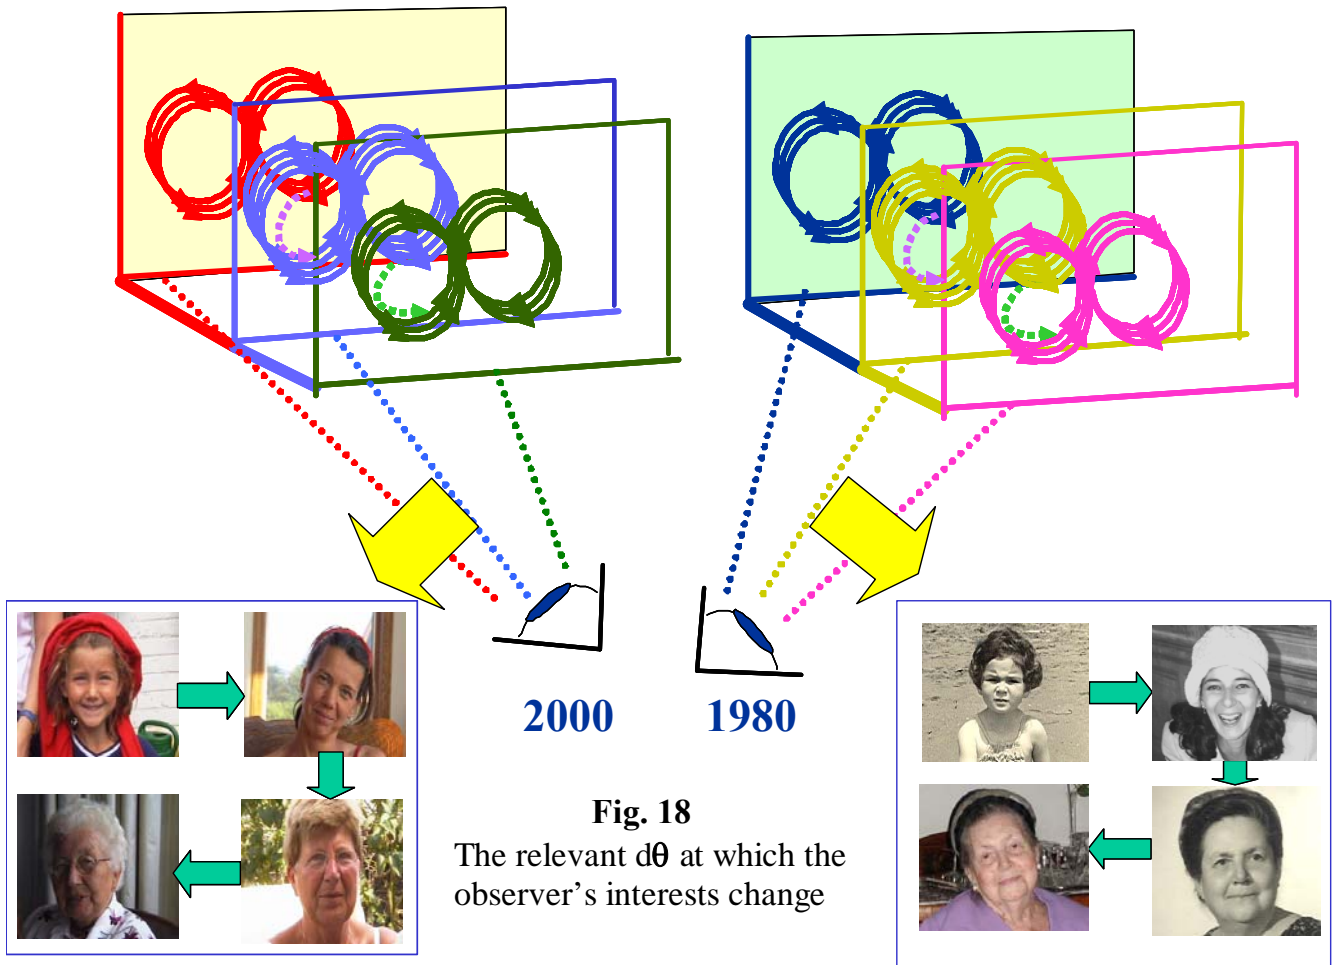 2000
1980
Fig. 18
The relevant dθ at which the
observer’s interests change